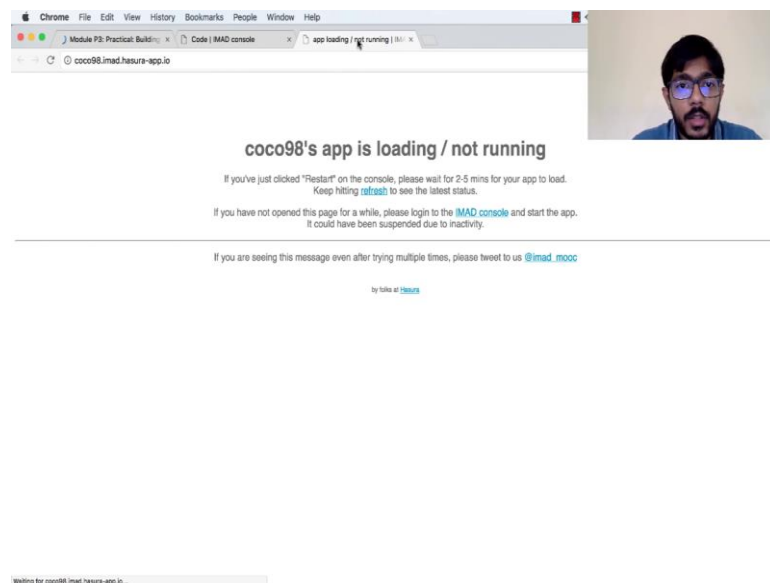 Chrome File Edit View History Bookmarks People Window Help
Module P3: Practical: Building
Code | IMAD console
app loading / not running | IM
coco98.imad.hasura-app.io
coco98's app is loading / not running
If you've just clicked "Restart" on the console, please wait for 2-5 mins for your app to load.
Keep hitting refresh to see the latest status.
If you have not opened this page for a while, please login to the IMAD console and start the app.
It could have been suspended due to inactivity.
If you are seeing this message even after trying multiple times, please tweet to us @imad_mooc
by folks at Hasura
Waiting for coco98.imad.hasura-app.io...